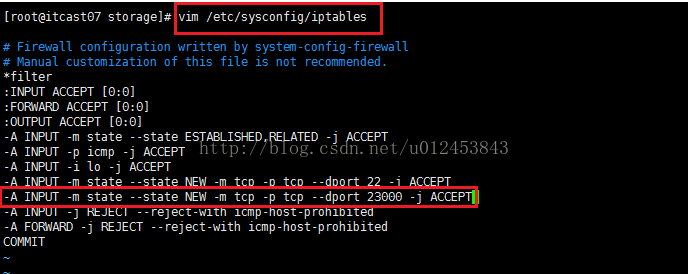 [root@itcast07 storage]# vim /etc/sysconfig/iptables
# Firewall configuration written by system-config-firewall
# Manual customization of this file is not recommended.
*filter
:INPUT ACCEPT [0:0]
:FORWARD ACCEPT [0:0]
:OUTPUT ACCEPT [0:0]
-A INPUT -m state --state ESTABLISHED,RELATED -j ACCEPT
-A INPUT -p icmp -j ACCEPT
http://blog.csdn.net/u012453843
-A INPUT -i lo -j ACCEPT
-A INPUT -m state --state NEW -m tcp -p tcp --dport 22 -j ACCEPT
-A INPUT -m state --state NEW -m tcp -p tcp --dport 23000 -j ACCEPT
-A INPUT -j REJECT --reject-with icmp-host-prohibited
-A FORWARD -j REJECT --reject-with icmp-host-prohibited
COMMIT
~
~